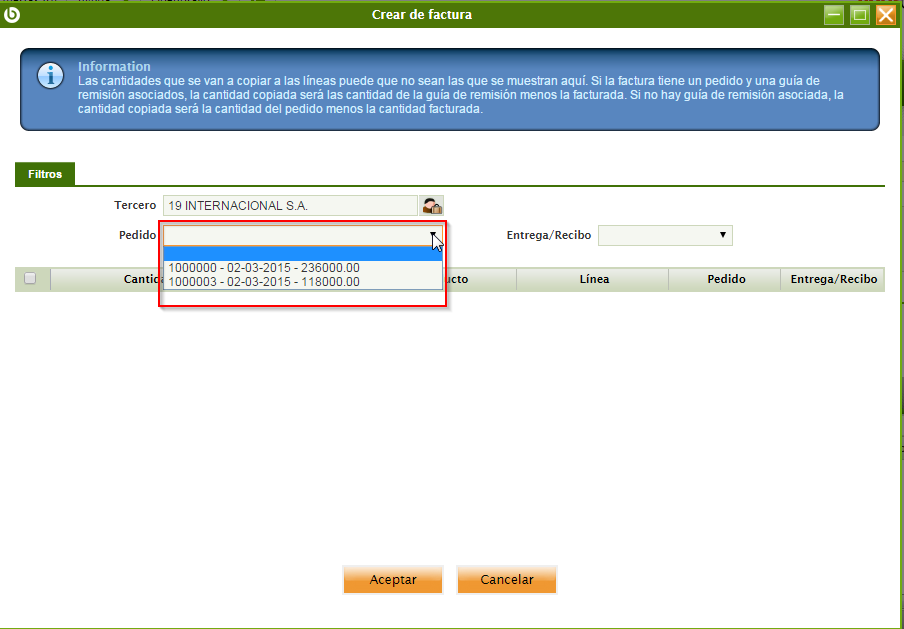 Crear de factura
Information
Las cantidades que se van a copiar a las líneas puede que no sean las que se muestran aquí. Si la factura tiene un pedido y una guía de
remisión asociados, la cantidad copiada será las cantidad de la guía de remisión menos la facturada. Si no hay guía de remisión asociada, la
cantidad copiada será la cantidad del pedido menos la cantidad facturada.
Filtros
Tercero 19 INTERNACIONAL S.A.
Pedido Entrega/Recibo
1000000 - 02-03-2015 - 236000.00
1000003 - 02-03-2015 - 118000.00
Línea Pedido Entrega/Recibo
Aceptar Cancelar